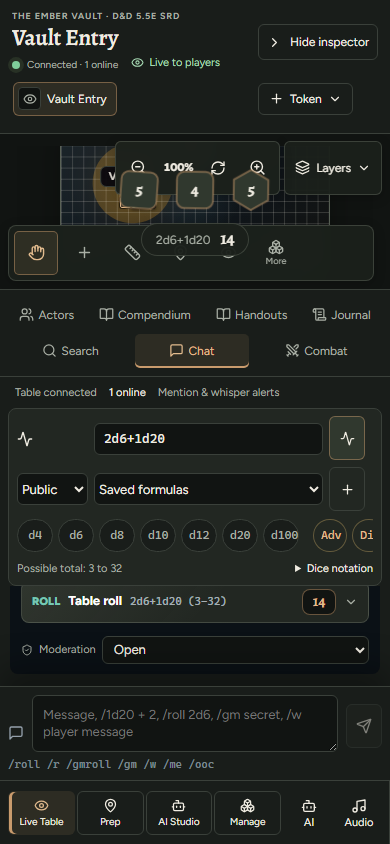 THE EMBER VAULT · D&D 5.5E SRD
Vault Entry
Hide inspector
Connected · 1 online
Live to players
Vault Entry
Token
100%
Layers
5
4
5
2d6+1d20 14
More
Actors
Compendium
Handouts
Journal
Search
Chat
Combat
Table connected 1 online Mention & whisper alerts
2d6+1d20
Public
Saved formulas
d4 d6 d8 d10 d12 d20 d100 Adv Di
Possible total: 3 to 32
Dice notation
ROLL Table roll 2d6+1d20 (3–32) 14
Moderation
Open
Message, /1d20 + 2, /roll 2d6, /gm secret, /w
player message
/roll /r /gmroll /gm /w /me /ooc
Live Table
Prep
AI Studio
Manage
AI
Audio